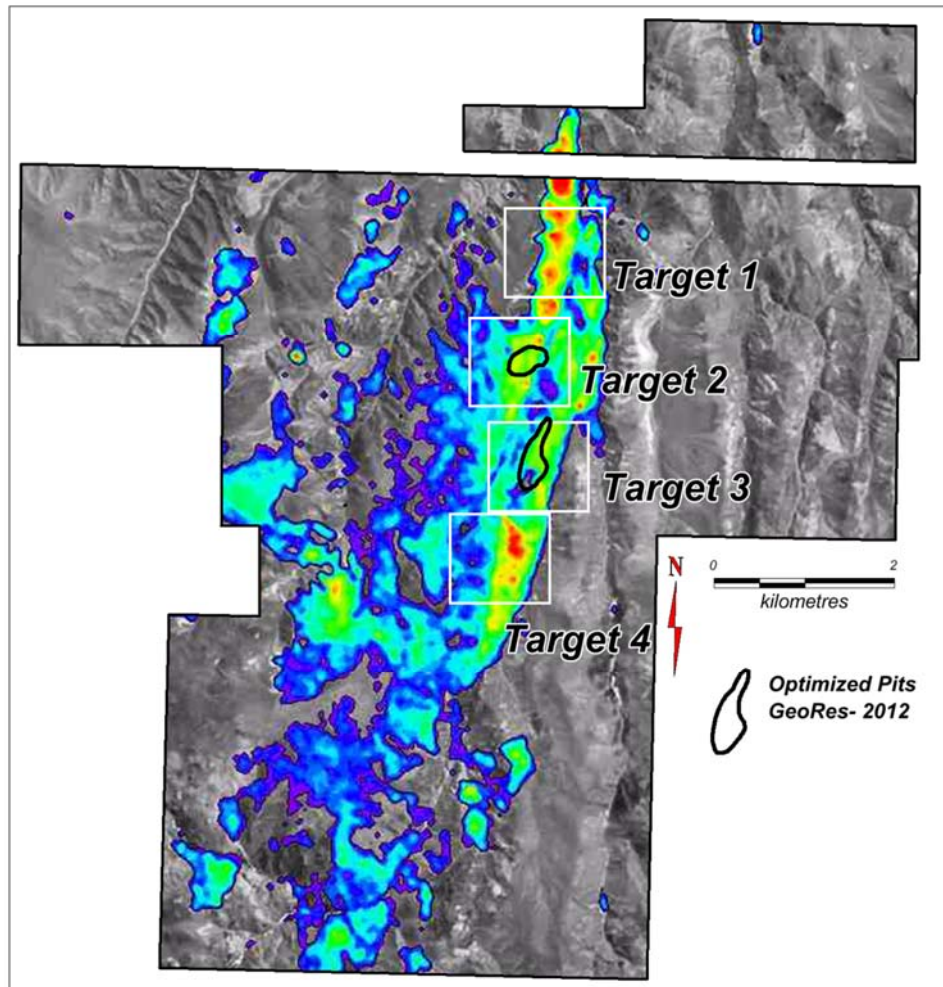 Target 1
Target 2
Target 3
Target 4
N
0 2
kilometres
Optimized Pits
GeoRes- 2012